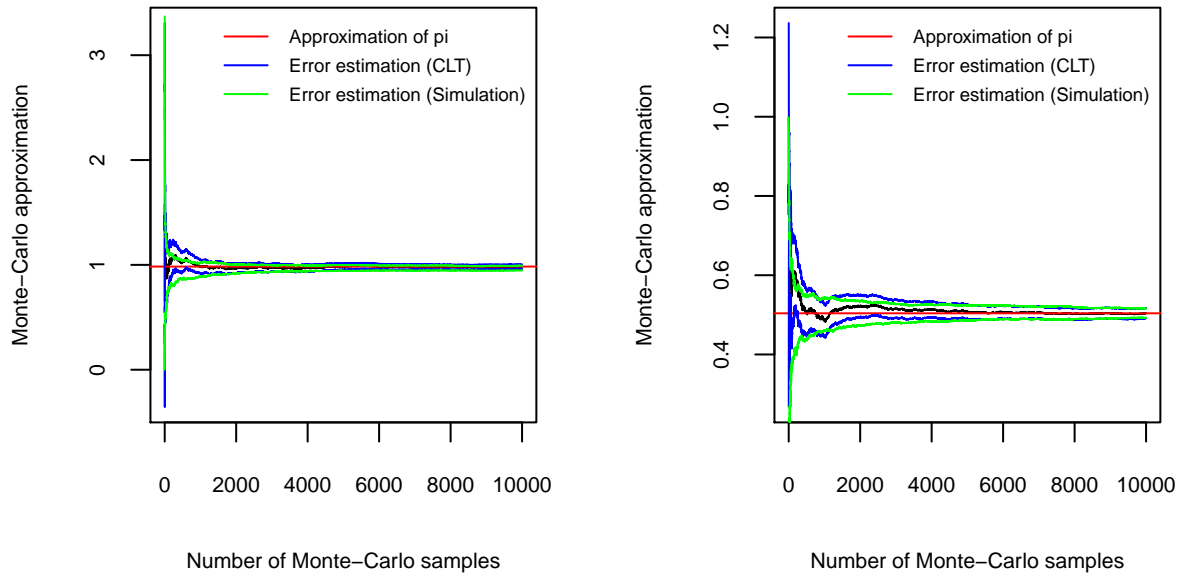 Approximation of pi
Error estimation (CLT)
Error estimation (Simulation)
Monte−Carlo approximation
3
2
1
0
0 2000 4000 6000 8000 10000
Number of Monte−Carlo samples
Approximation of pi
Error estimation (CLT)
Error estimation (Simulation)
Monte−Carlo approximation
1.2
1.0
0.8
0.6
0.4
0 2000 4000 6000 8000 10000
Number of Monte−Carlo samples